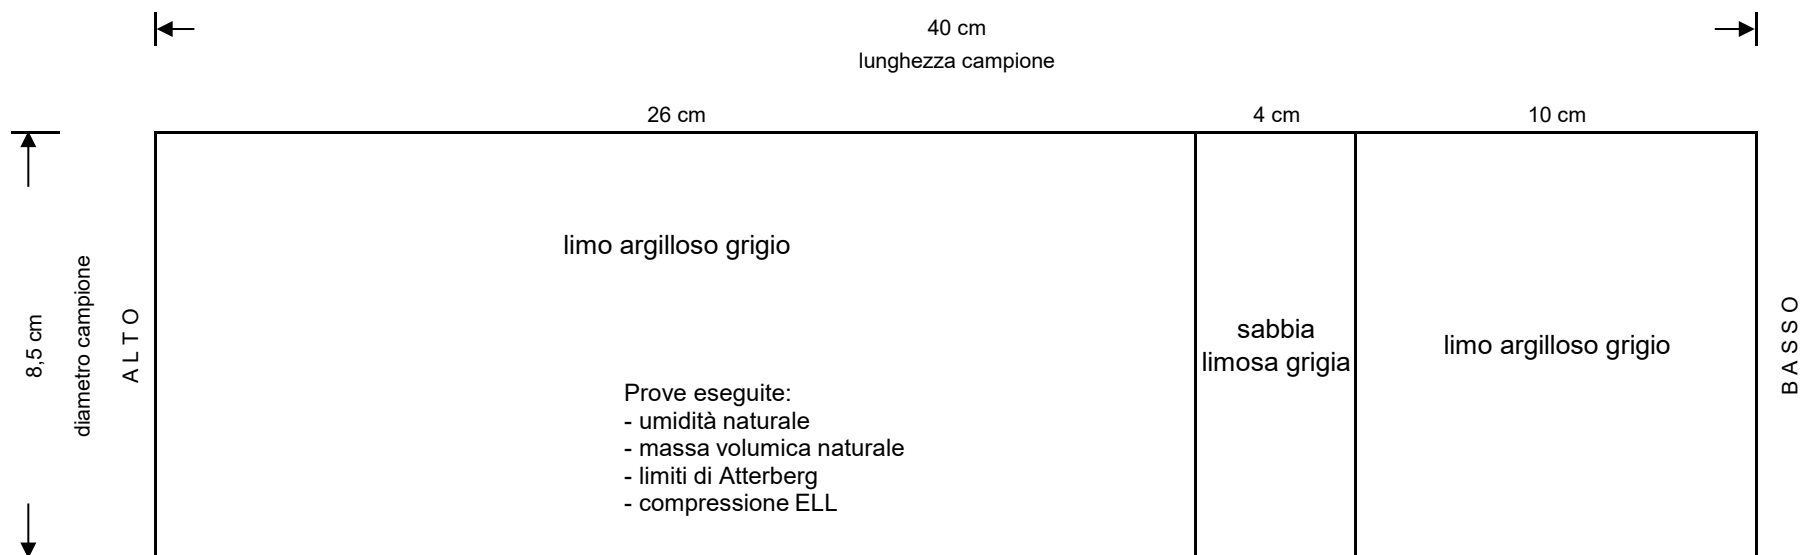 40 cm
lunghezza campione
26 cm
4 cm
10 cm
8,5 cm
diametro campione
ALTO
limo argilloso grigio
Prove eseguite:
- umidità naturale
- massa volumica naturale
- limiti di Atterberg
- compressione ELL
sabbia
limosa grigia
limo argilloso grigio
BASSO